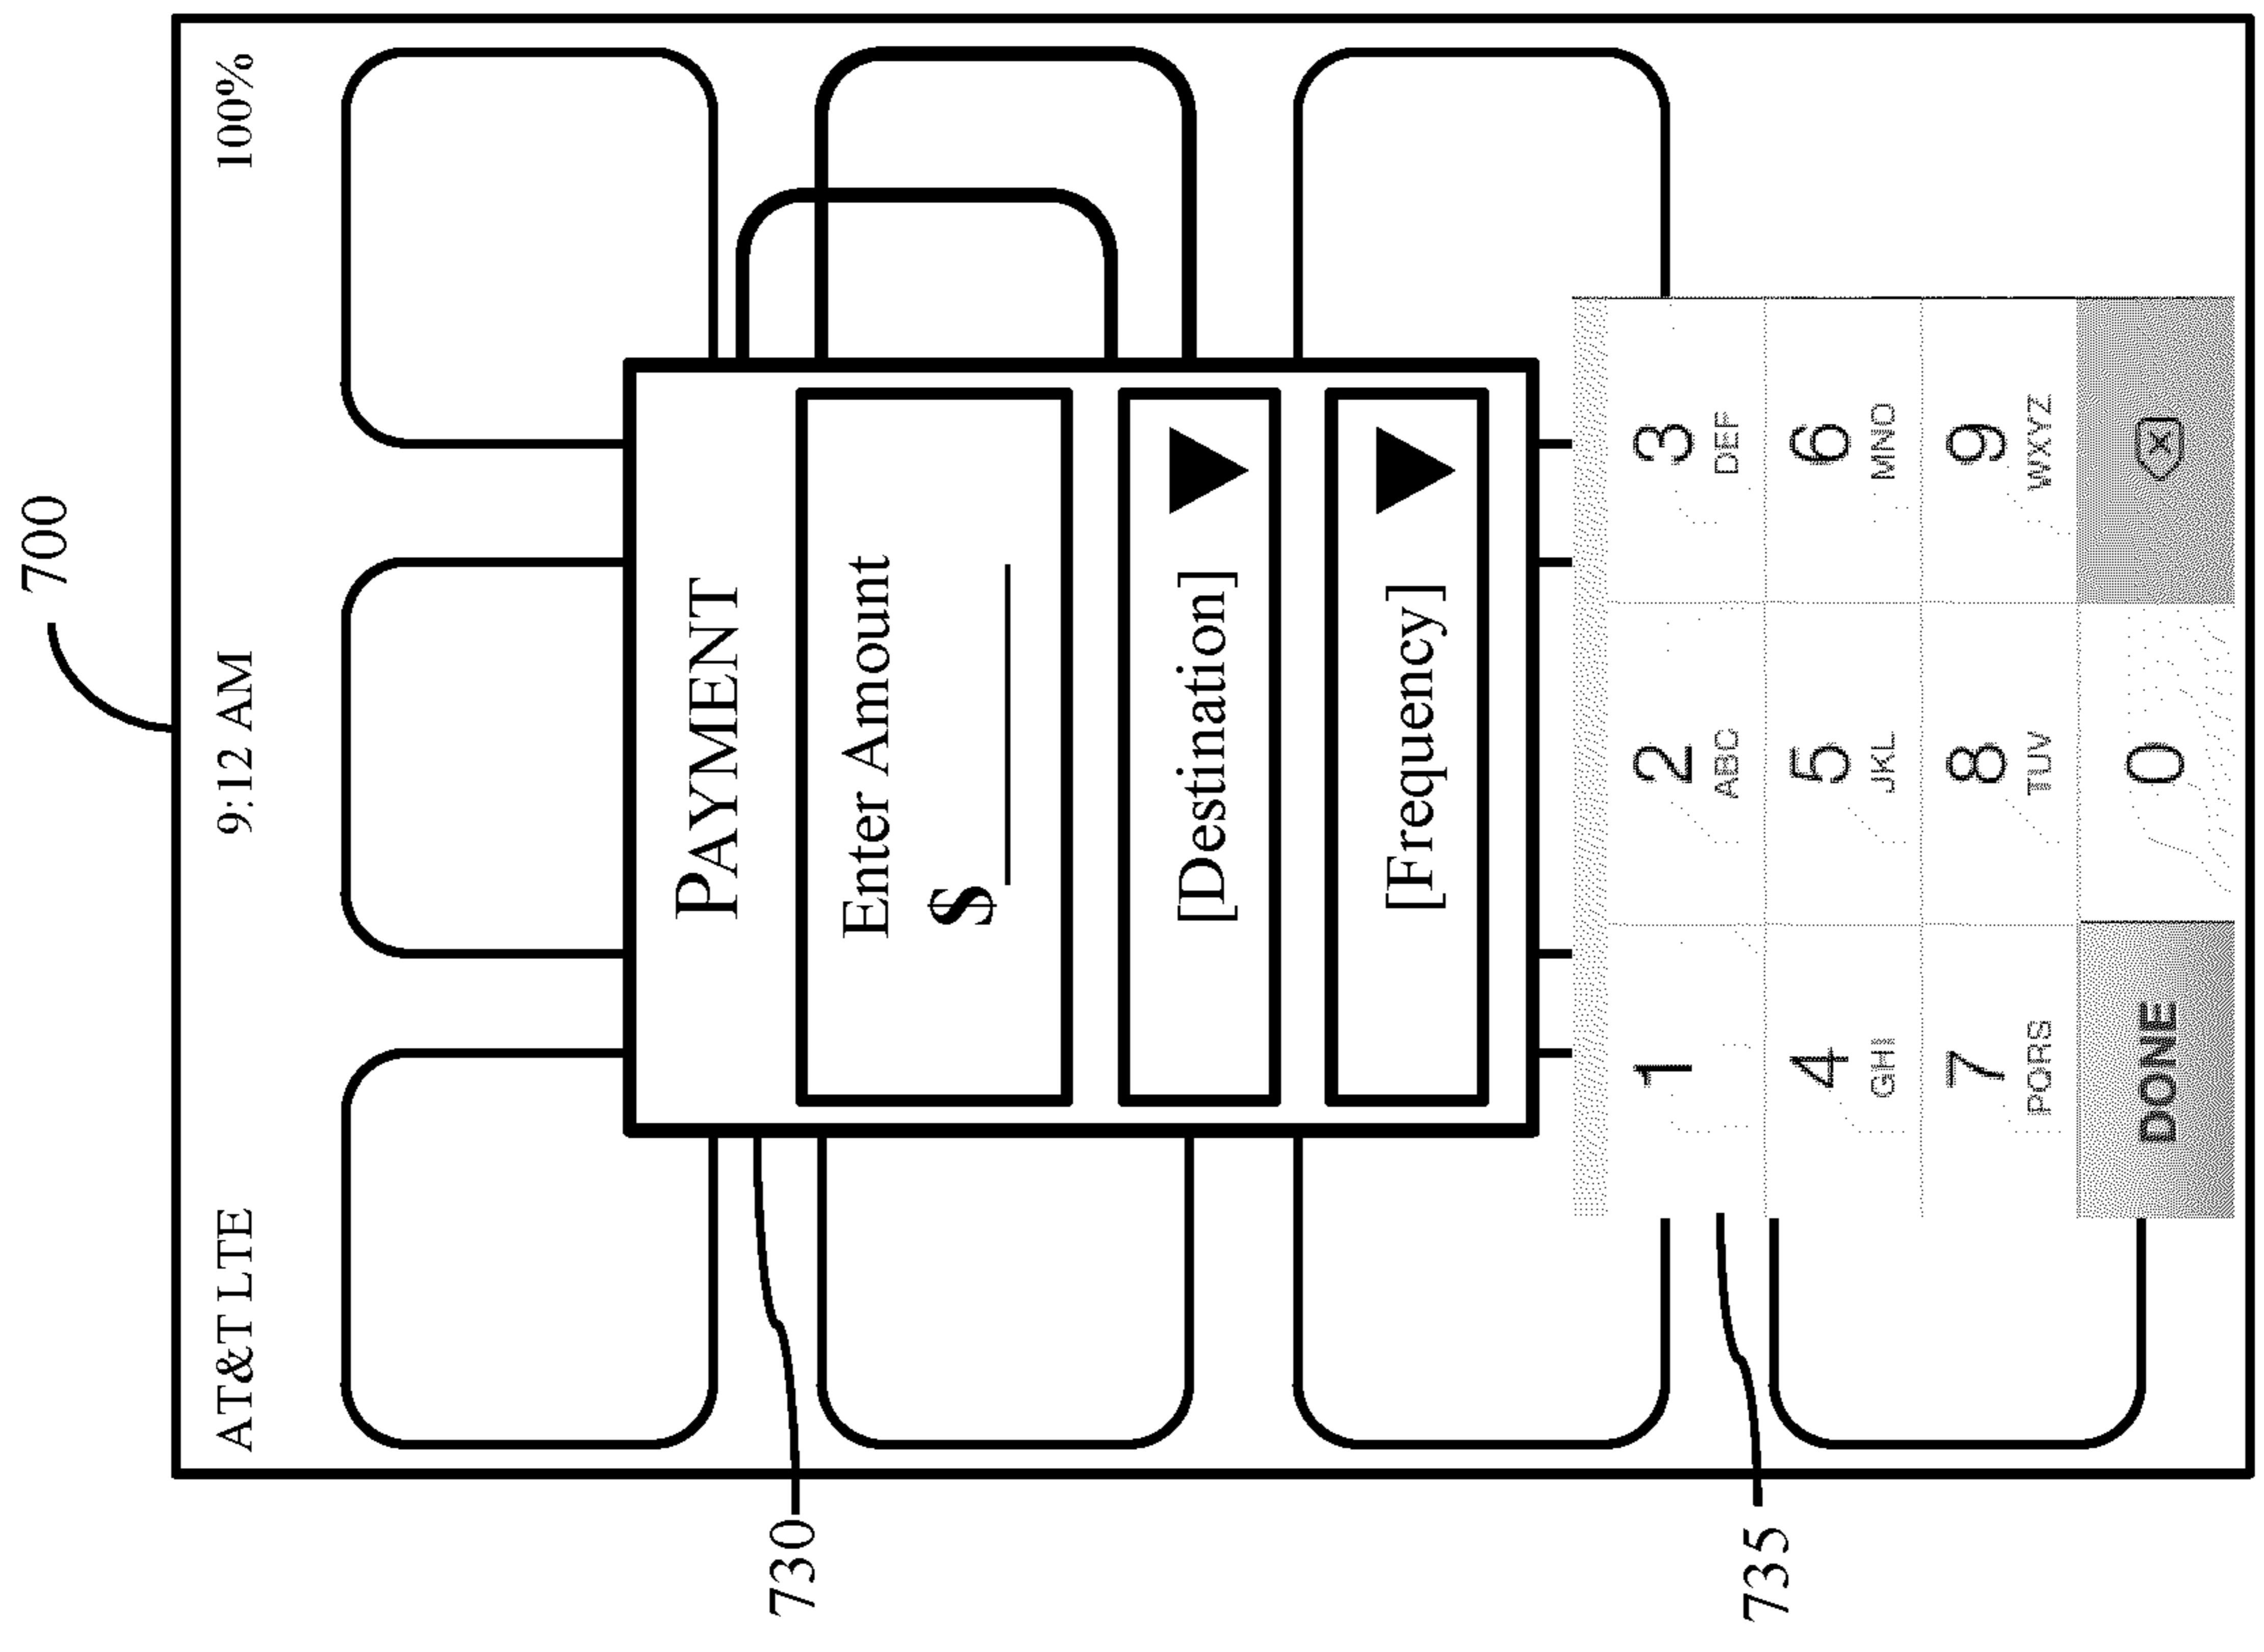 700
AT&T LTE 9:12 AM 100%
PAYMENT
730
Enter Amount
$
[Destination]
[Frequency]
1 2 3
ABC DEF
735
4 5 6
GHI JKL MNO
7 8 9
PQRS TUV WXYZ
DONE 0